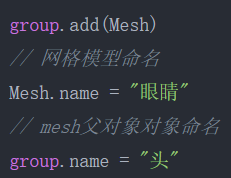 group.add(Mesh)
// 网格模型命名
Mesh.name = "眼睛"
// mesh父对象对象命名
group.name = "头"